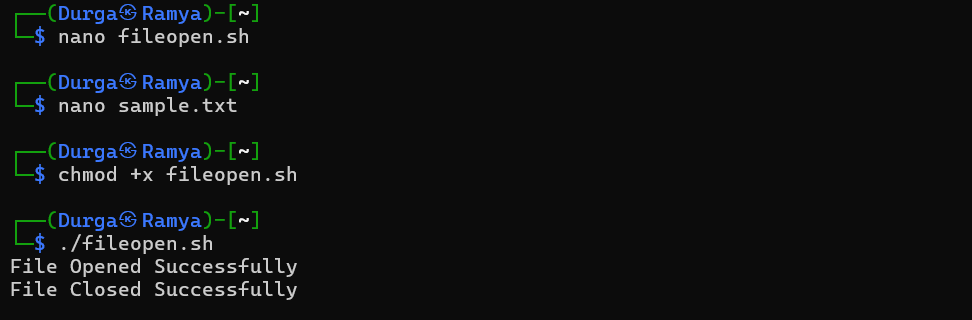 ┌──(Durga㉿Ramya)-[~]
└─$ nano fileopen.sh
┌──(Durga㉿Ramya)-[~]
└─$ nano sample.txt
┌──(Durga㉿Ramya)-[~]
└─$ chmod +x fileopen.sh
┌──(Durga㉿Ramya)-[~]
└─$ ./fileopen.sh
File Opened Successfully
File Closed Successfully